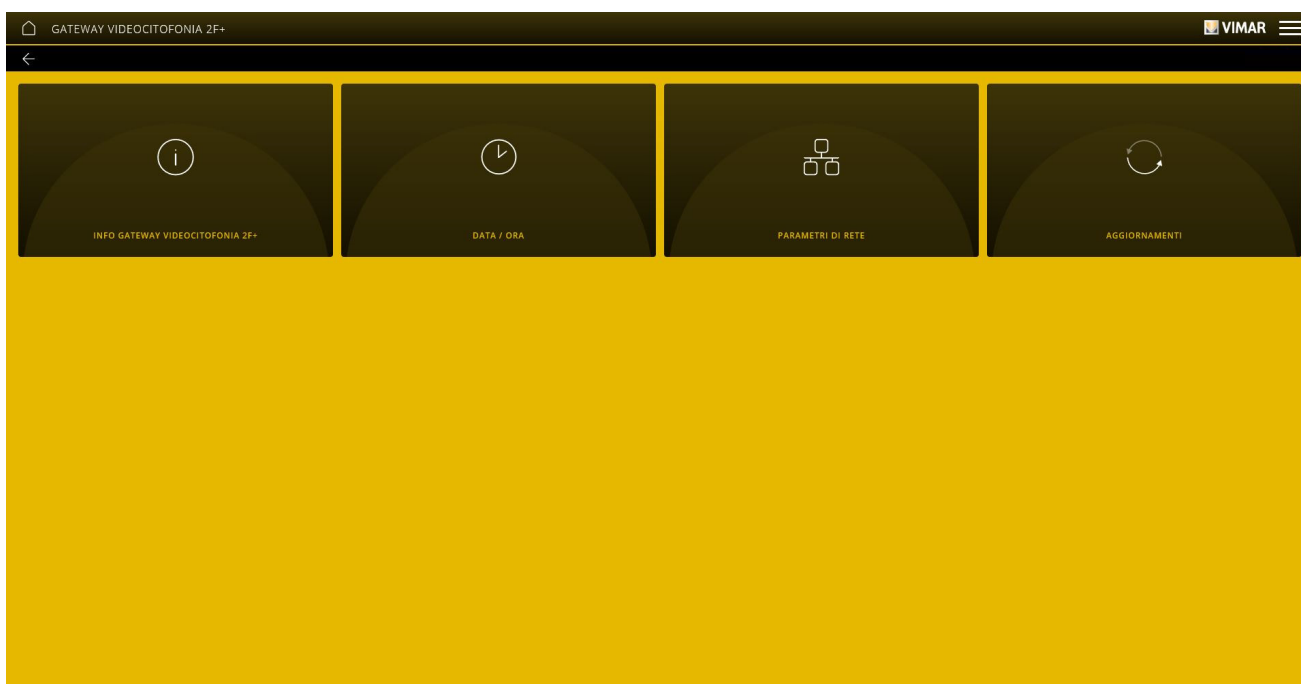 GATEWAY VIDEOCITOFONIA 2F+
VIMAR
INFO GATEWAY VIDEOCITOFONIA 2F+
DATA / ORA
PARAMETRI DI RETE
AGGIORNAMENTI